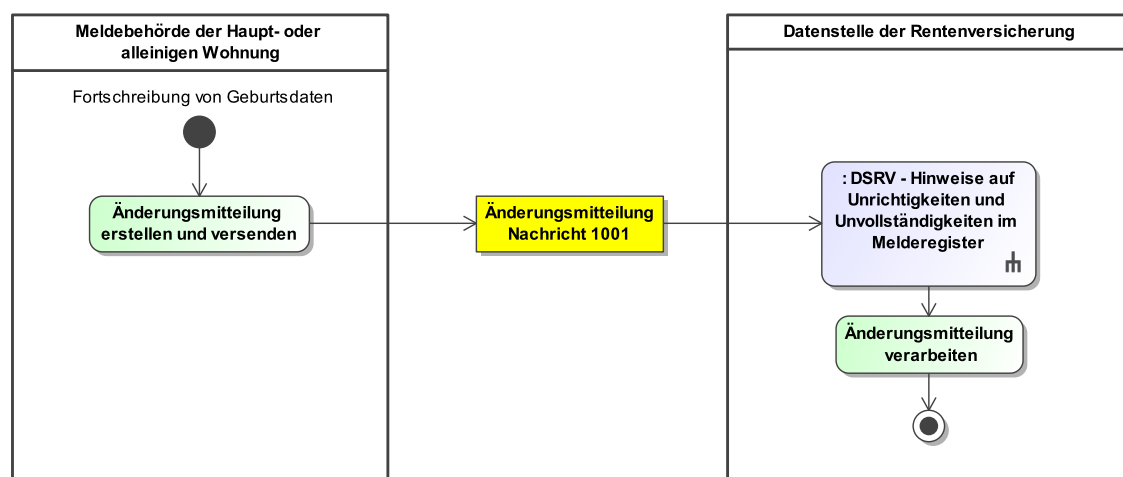 Meldebehörde der Haupt- oder
alleinigen Wohnung
Fortschreibung von Geburtsdaten
Änderungsmitteilung
erstellen und versenden
Änderungsmitteilung
Nachricht 1001
Datenstelle der Rentenversicherung
: DSRV - Hinweise auf
Unrichtigkeiten und
Unvollständigkeiten im
Melderegister
Änderungsmitteilung
verarbeiten